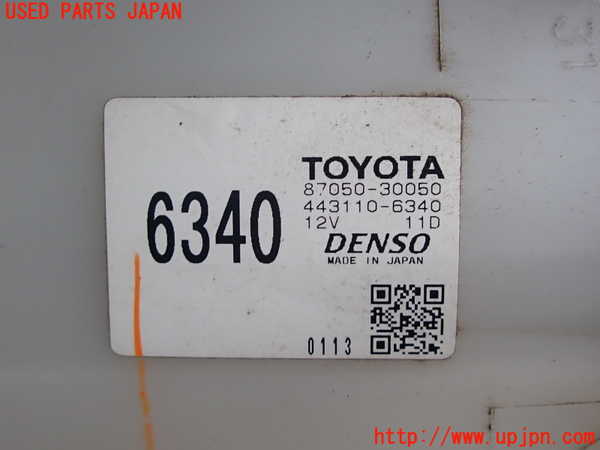 USED PARTS JAPAN
TOYOTA
87050-30050
443110-6340
12V 11D
6340
DENSO
MADE IN JAPAN
0113
http://www.upjpn.com/